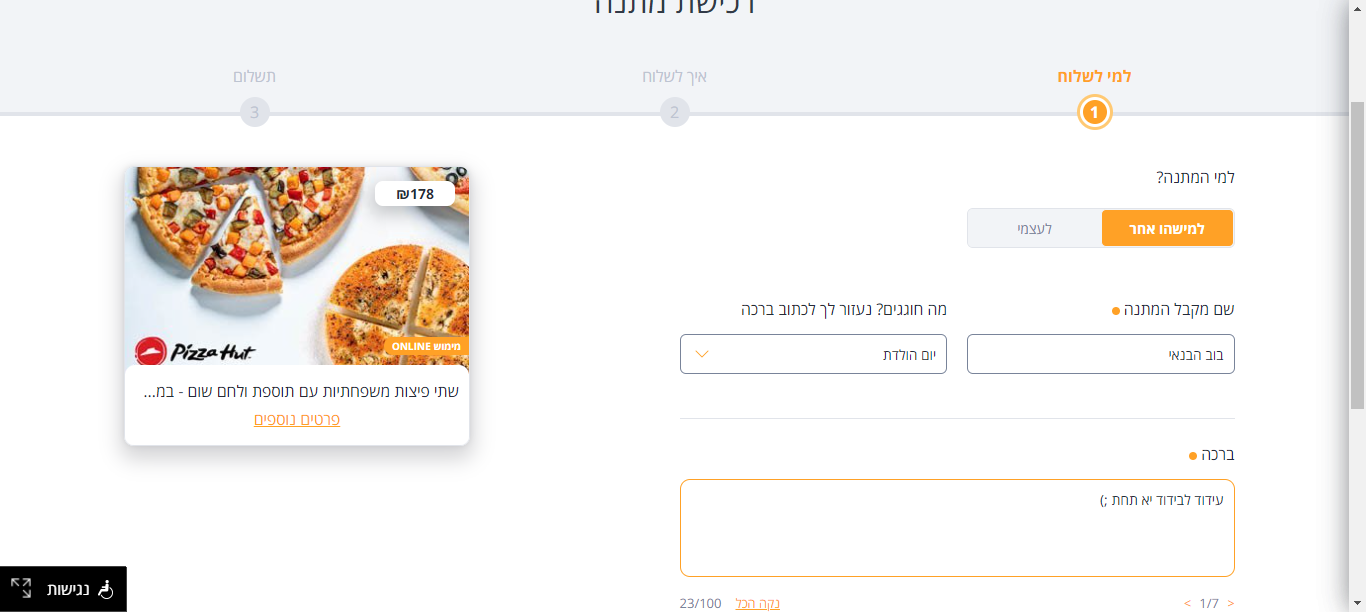 רכישת מתנה
למי לשלוח
איך לשלוח
תשלום
1
2
3
למי המתנה?
למישהו אחר
לעצמי
שם מקבל המתנה
מה חוגגים? נעזור לך לכתוב ברכה
בוב הבנאי
יום הולדת
ברכה
עידוד לבידוד יא תחת ;)
< 1/7 >
נקה הכל
23/100
₪178
Pizza Hut
מימוש ONLINE
שתי פיצות משפחתיות עם תוספת ולחם שום - במ...
פרטים נוספים
נגישות